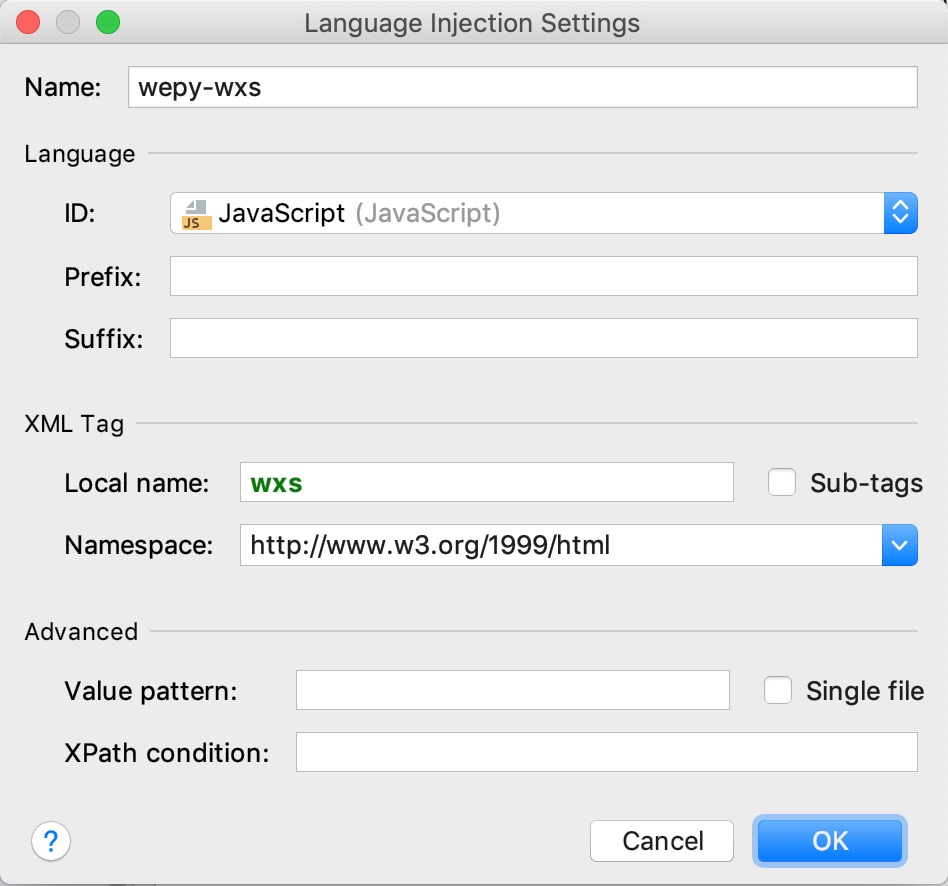 Language Injection Settings
Name: wepy-wxs
Language
ID: JS JavaScript (JavaScript)
Prefix:
Suffix:
XML Tag
Local name: wxs Sub-tags
Namespace: http://www.w3.org/1999/html
Advanced
Value pattern: Single file
XPath condition:
? Cancel OK